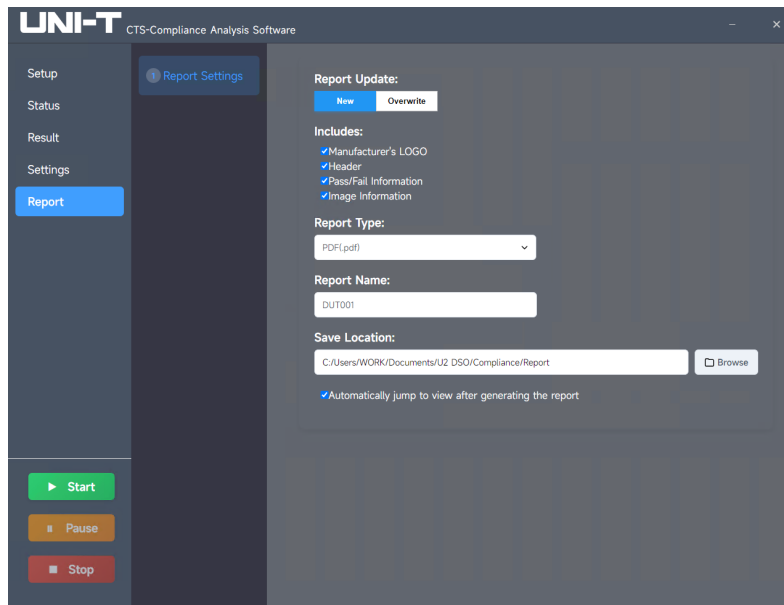 UNI-T CTS-Compliance Analysis Software
Setup
Status
Result
Settings
Report
Start
Pause
Stop
1 Report Settings
Report Update:
New Overwrite
Includes:
Manufacturer's LOGO
Header
Pass/Fail Information
Image Information
Report Type:
PDF(.pdf)
Report Name:
DUT001
Save Location:
C:/Users/WORK/Documents/U2 DSO/Compliance/Report Browse
Automatically jump to view after generating the report